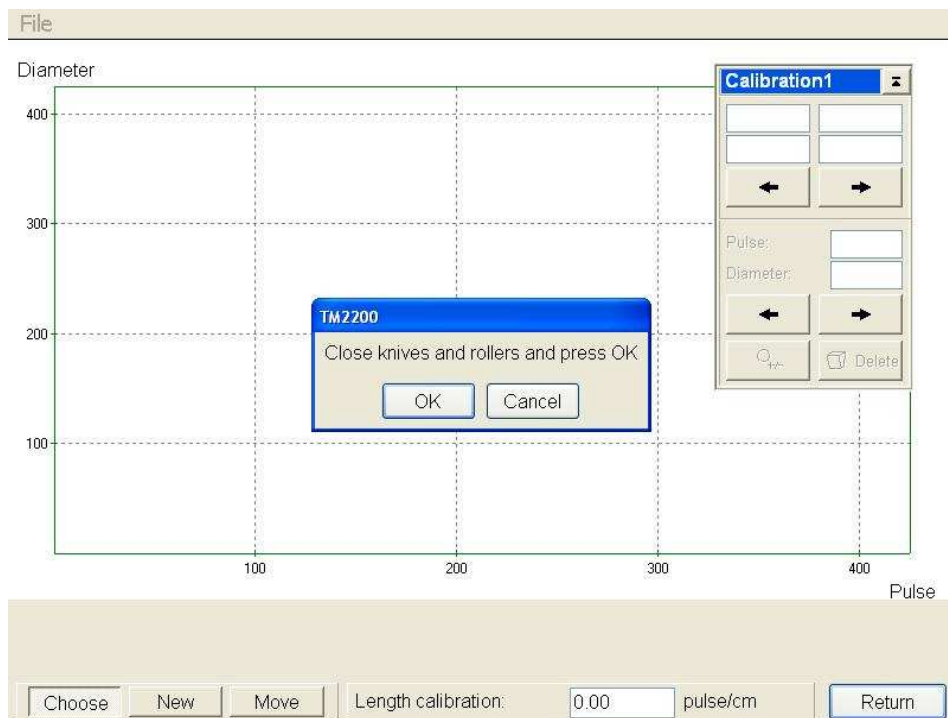 File
Diameter
Calibration1
400
300
Pulse:
Diameter:
TM2200
200
Close knives and rollers and press OK
+/-
Delete
OK
Cancel
100
100
200
300
400
Pulse
Choose
New
Move
Length calibration:
0.00
pulse/cm
Return